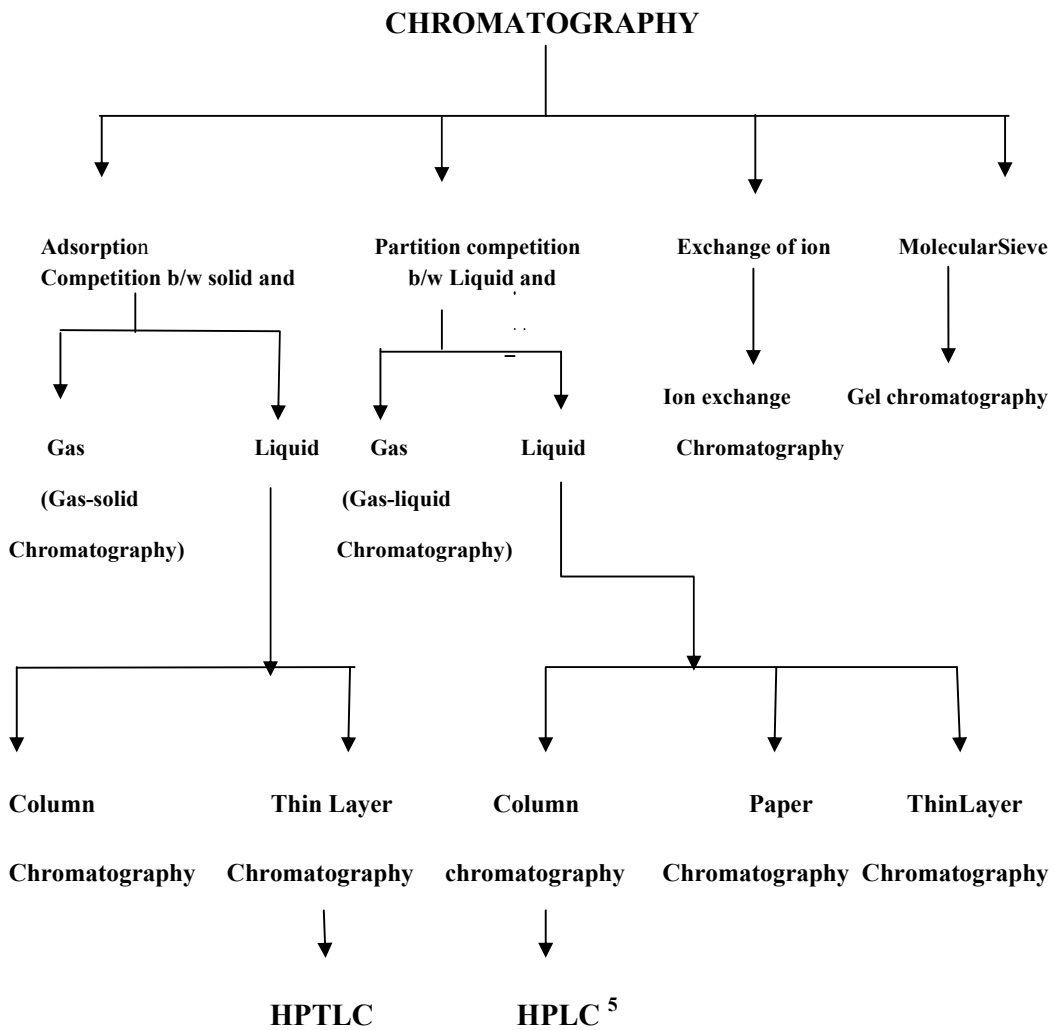 CHROMATOGRAPHY
Adsorption
Competition b/w solid and
Partition competition
b/w Liquid and
Exchange of ion
MolecularSieve
Ion exchange
Chromatography
Gel chromatography
Gas
(Gas-solid
Chromatography)
Liquid
Gas
(Gas-liquid
Chromatography)
Liquid
Column
Chromatography
Thin Layer
Chromatography
Column
chromatography
Paper
Chromatography
ThinLayer
Chromatography
HPTLC
HPLC 5